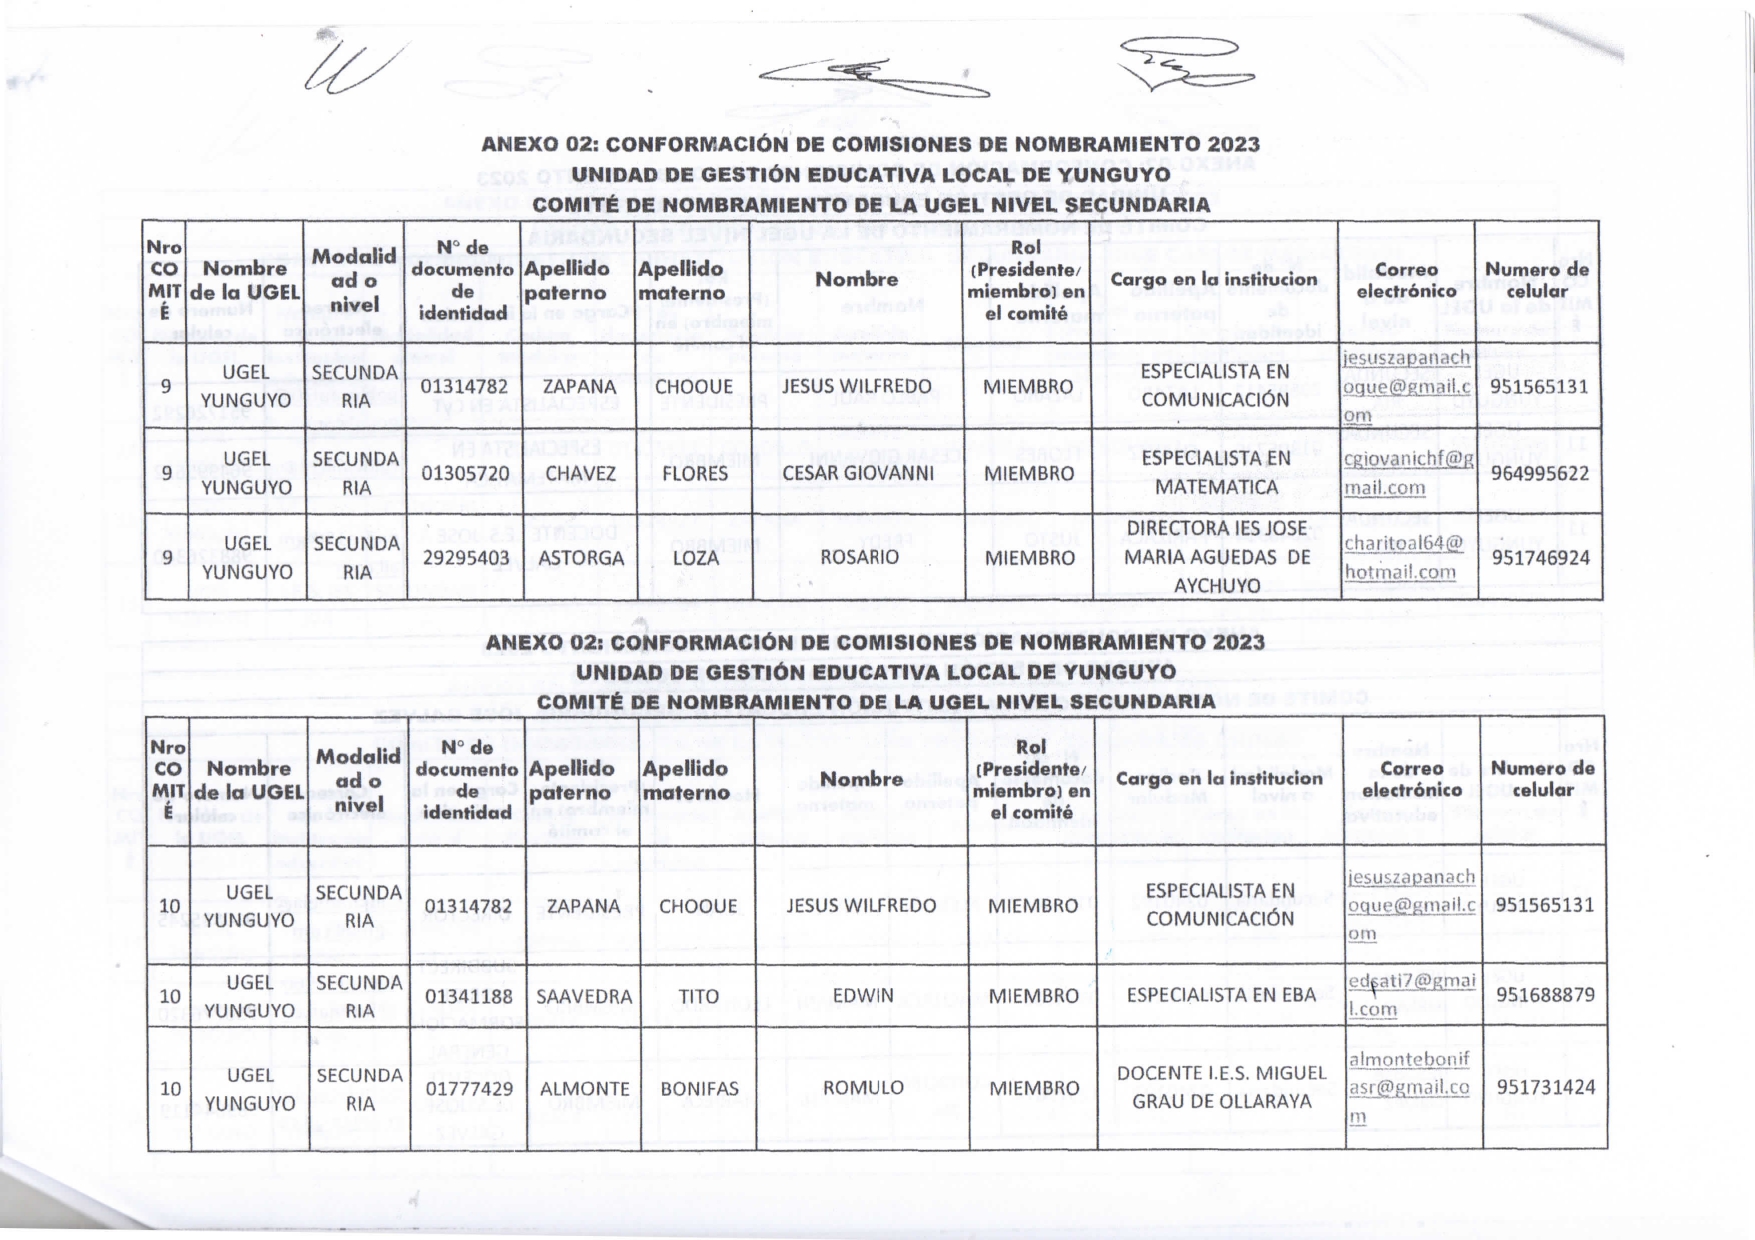 ANEXO 02: CONFORMACIÓN DE COMISIONES DE NOMBRAMIENTO 2023
UNIDAD DE GESTIÓN EDUCATIVA LOCAL DE YUNGUYO
COMITÉ DE NOMBRAMIENTO DE LA UGEL NIVEL SECUNDARIA
Nro COMITÉ | Nombre de la UGEL | Modalidad o nivel | N° de documento de identidad | Apellido paterno | Apellido materno | Nombre | Rol (Presidente/ miembro) en el comité | Cargo en la institucion | Correo electrónico | Numero de celular
9 | UGEL YUNGUYO | SECUNDARIA | 01314782 | ZAPANA | CHOQUE | JESUS WILFREDO | MIEMBRO | ESPECIALISTA EN COMUNICACIÓN | jesuszapanachoque@gmail.com | 951565131
9 | UGEL YUNGUYO | SECUNDARIA | 01305720 | CHAVEZ | FLORES | CESAR GIOVANNI | MIEMBRO | ESPECIALISTA EN MATEMATICA | cgiovanichf@gmail.com | 964995622
9 | UGEL YUNGUYO | SECUNDARIA | 29295403 | ASTORGA | LOZA | ROSARIO | MIEMBRO | DIRECTORA IES JOSE MARIA AGUEDAS DE AYCHUYO | charitoal64@hotmail.com | 951746924
ANEXO 02: CONFORMACIÓN DE COMISIONES DE NOMBRAMIENTO 2023
UNIDAD DE GESTIÓN EDUCATIVA LOCAL DE YUNGUYO
COMITÉ DE NOMBRAMIENTO DE LA UGEL NIVEL SECUNDARIA
Nro COMITÉ | Nombre de la UGEL | Modalidad o nivel | N° de documento de identidad | Apellido paterno | Apellido materno | Nombre | Rol (Presidente/ miembro) en el comité | Cargo en la institucion | Correo electrónico | Numero de celular
10 | UGEL YUNGUYO | SECUNDARIA | 01314782 | ZAPANA | CHOQUE | JESUS WILFREDO | MIEMBRO | ESPECIALISTA EN COMUNICACIÓN | jesuszapanachoque@gmail.com | 951565131
10 | UGEL YUNGUYO | SECUNDARIA | 01341188 | SAAVEDRA | TITO | EDWIN | MIEMBRO | ESPECIALISTA EN EBA | edsati7@gmail.com | 951688879
10 | UGEL YUNGUYO | SECUNDARIA | 01777429 | ALMONTE | BONIFAS | ROMULO | MIEMBRO | DOCENTE I.E.S. MIGUEL GRAU DE OLLARAYA | almontebonifasr@gmail.com | 951731424